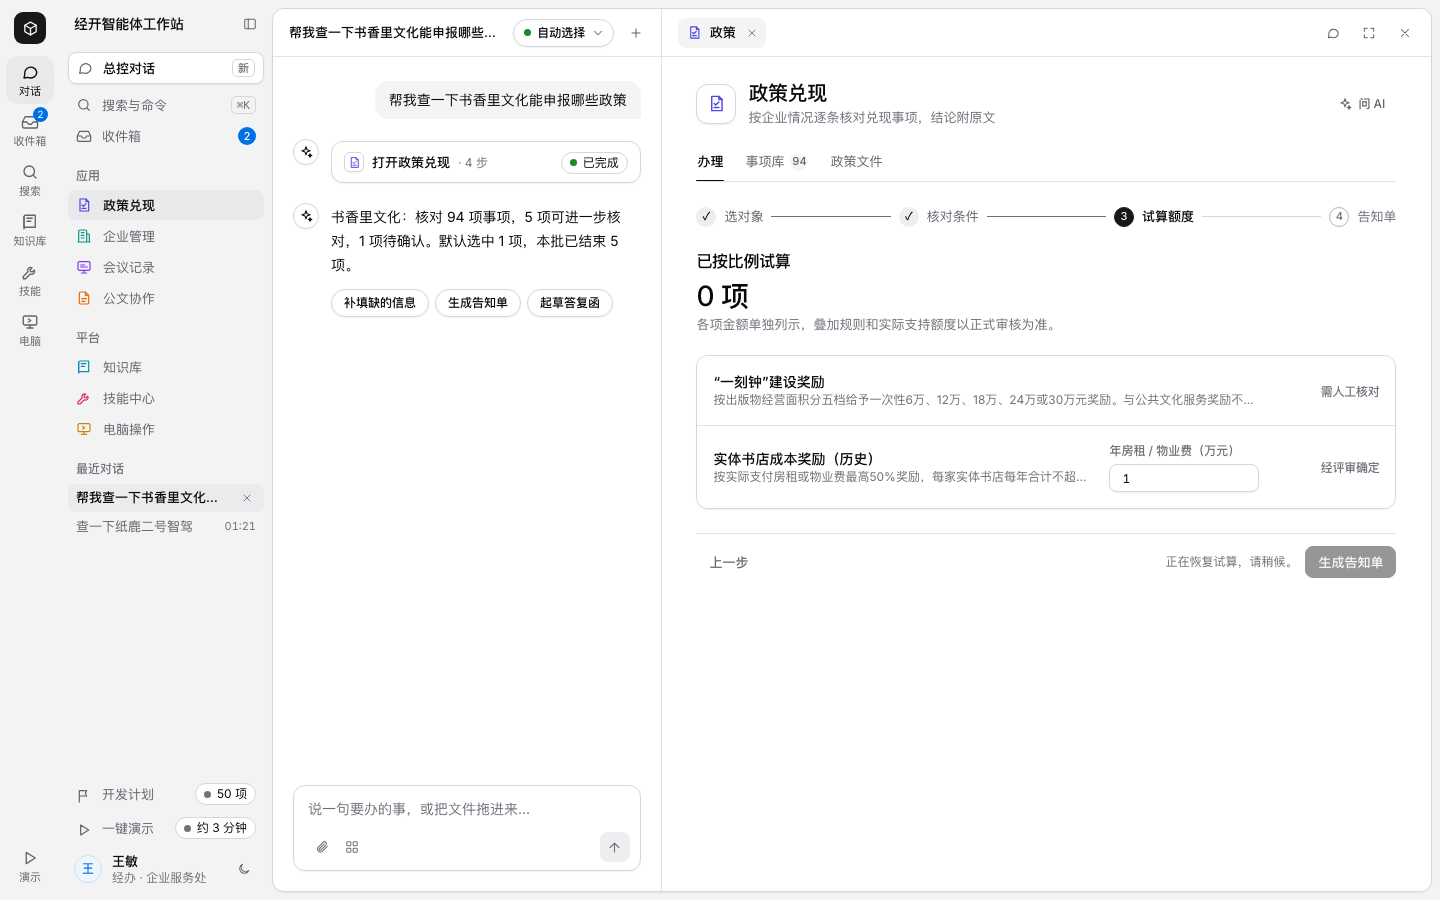 对话
2
收件箱
搜索
知识库
技能
电脑
演示
经开智能体工作站
总控对话
新
搜索与命令
⌘K
收件箱
2
应用
政策兑现
企业管理
会议记录
公文协作
平台
知识库
技能中心
电脑操作
最近对话
帮我查一下书香里文化...
查一下纸鹿二号智驾
01:21
开发计划
50 项
一键演示
约 3 分钟
王
王敏
经办 · 企业服务处
帮我查一下书香里文化能申报哪些...
自动选择
帮我查一下书香里文化能申报哪些政策
打开政策兑现 · 4 步
已完成
书香里文化：核对 94 项事项，5 项可进一步核
对，1 项待确认。默认选中 1 项，本批已结束 5
项。
补填缺的信息
生成告知单
起草答复函
说一句要办的事，或把文件拖进来...
政策
政策兑现
按企业情况逐条核对兑现事项，结论附原文
问 AI
办理
事项库 94
政策文件
选对象
核对条件
3 试算额度
4 告知单
已按比例试算
0 项
各项金额单独列示，叠加规则和实际支持额度以正式审核为准。
“一刻钟”建设奖励
按出版物经营面积分五档给予一次性6万、12万、18万、24万或30万元奖励。与公共文化服务奖励不...
需人工核对
实体书店成本奖励（历史）
按实际支付房租或物业费最高50%奖励，每家实体书店每年合计不超...
年房租 / 物业费（万元）
1
经评审确定
上一步
正在恢复试算，请稍候。
生成告知单